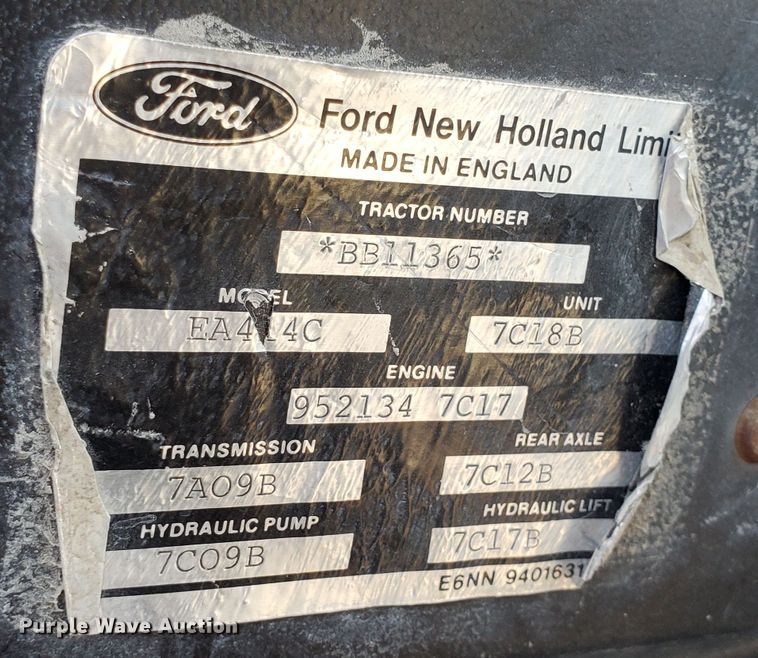 Ford
Ford New Holland
MADE IN ENGLAND
TRACTOR NUMBER
*BB11365*
MODEL UNIT
7C18B
ENGINE
952134 7C17
TRANSMISSION REAR AXLE
7A09B 7C12B
HYDRAULIC PUMP HYDRAULIC LIFT
7C09B 7C17B
E6NN 9401631
Purple Wave Auction